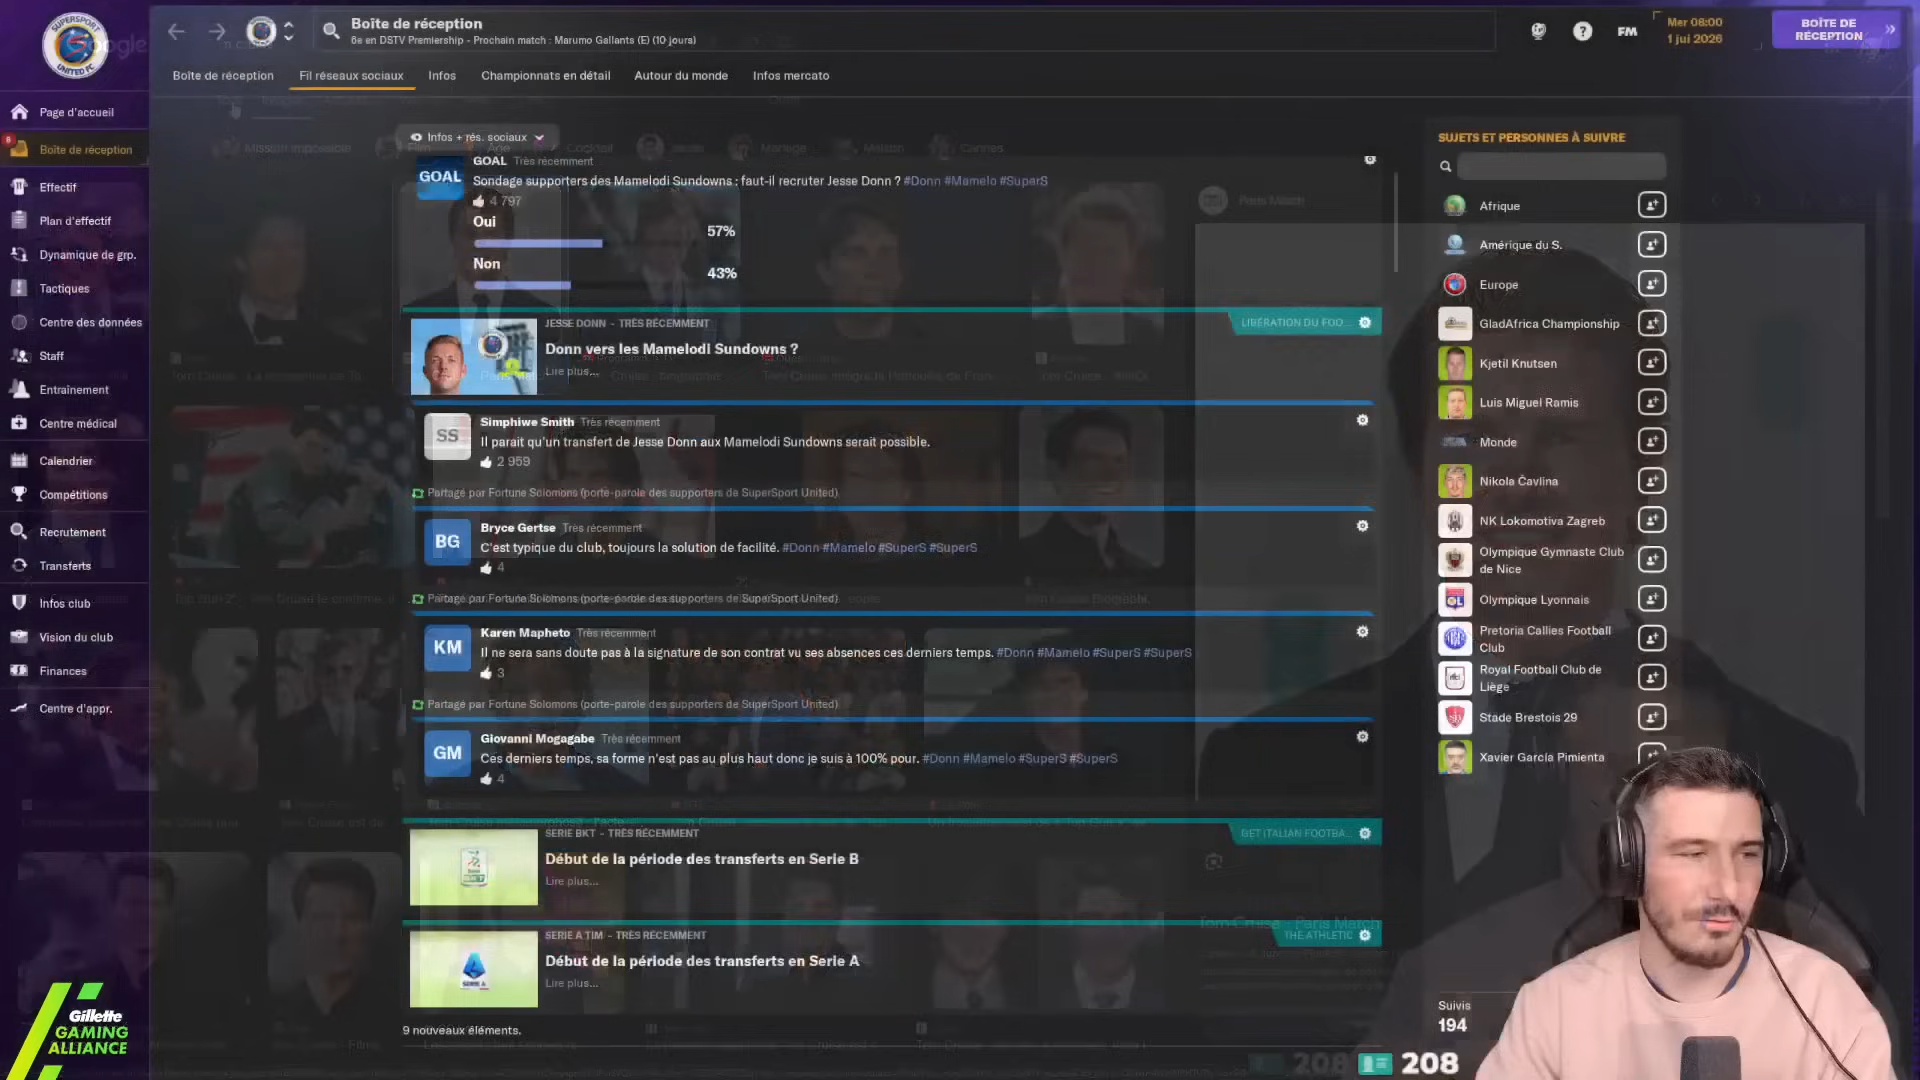 SUPERSPORT
UNITED FC
Google
Boîte de réception
6e en DSTV Premiership - Prochain match : Marumo Gallants (E) (10 jours)
FM
Mer 08:00
1 jui 2026
BOÎTE DE
RÉCEPTION
Boîte de réception
Fil réseaux sociaux
Infos
Championnats en détail
Autour du monde
Infos mercato
Page d'accueil
Boîte de réception
Effectif
Plan d'effectif
Dynamique de grp.
Tactiques
Centre des données
Staff
Entraînement
Centre médical
Calendrier
Compétitions
Recrutement
Transferts
Infos club
Vision du club
Finances
Centre d'appr.
Infos + rés. sociaux
GOAL
GOAL Très récemment
Sondage supporters des Mamelodi Sundowns : faut-il recruter Jesse Donn ? #Donn #Mamelo #SuperS
4 797
Oui
57%
Non
43%
JESSE DONN - TRÈS RÉCEMMENT
LIBÉRATION DU FOO...
Donn vers les Mamelodi Sundowns ?
Lire plus...
SS
Simphiwe Smith Très récemment
Il parait qu'un transfert de Jesse Donn aux Mamelodi Sundowns serait possible.
2 959
Partagé par Fortune Solomons (porte-parole des supporters de SuperSport United)
BG
Bryce Gertse Très récemment
C'est typique du club, toujours la solution de facilité. #Donn #Mamelo #SuperS #SuperS
4
Partagé par Fortune Solomons (porte-parole des supporters de SuperSport United)
KM
Karen Mapheto Très récemment
Il ne sera sans doute pas à la signature de son contrat vu ses absences ces derniers temps. #Donn #Mamelo #SuperS #SuperS
3
Partagé par Fortune Solomons (porte-parole des supporters de SuperSport United)
GM
Giovanni Mogagabe Très récemment
Ces derniers temps, sa forme n'est pas au plus haut donc je suis à 100% pour. #Donn #Mamelo #SuperS #SuperS
4
SERIE BKT - TRÈS RÉCEMMENT
GET ITALIAN FOOTBA...
Début de la période des transferts en Serie B
Lire plus...
Tom Cruise - Paris Match
SERIE A TIM - TRÈS RÉCEMMENT
THE ATHLETIC
Début de la période des transferts en Serie A
Lire plus...
9 nouveaux éléments.
SUJETS ET PERSONNES À SUIVRE
Afrique
Amérique du S.
Europe
GladAfrica Championship
Kjetil Knutsen
Luis Miguel Ramis
Monde
Nikola Čavlina
NK Lokomotiva Zagreb
Olympique Gymnaste Club
de Nice
Olympique Lyonnais
Pretoria Callies Football
Club
Royal Football Club de
Liège
Stade Brestois 29
Xavier García Pimienta
Suivis
194
208
Gillette
GAMING
ALLIANCE